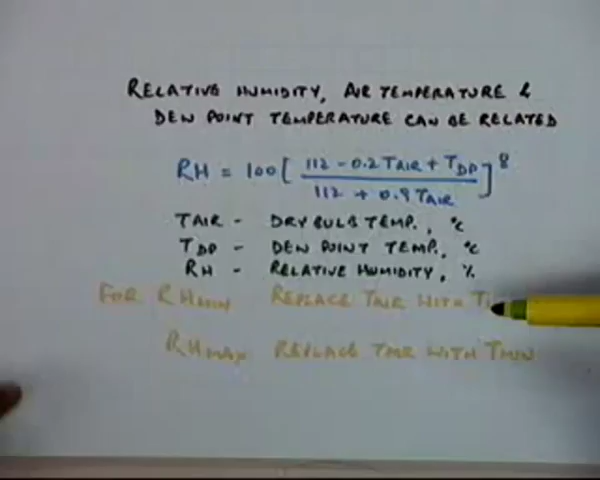 RELATIVE HUMIDITY, AIR TEMPERATURE &
DEW POINT TEMPERATURE CAN BE RELATED
RH = 100 [ (112 - 0.2 TAIR + TDP) / (112 + 0.9 TAIR) ]^8
TAIR - DRY BULB TEMP., °C
TDP - DEW POINT TEMP., °C
RH - RELATIVE HUMIDITY, %
FOR RHMIN REPLACE TAIR WITH
RHMAX REPLACE TAIR WITH TMIN